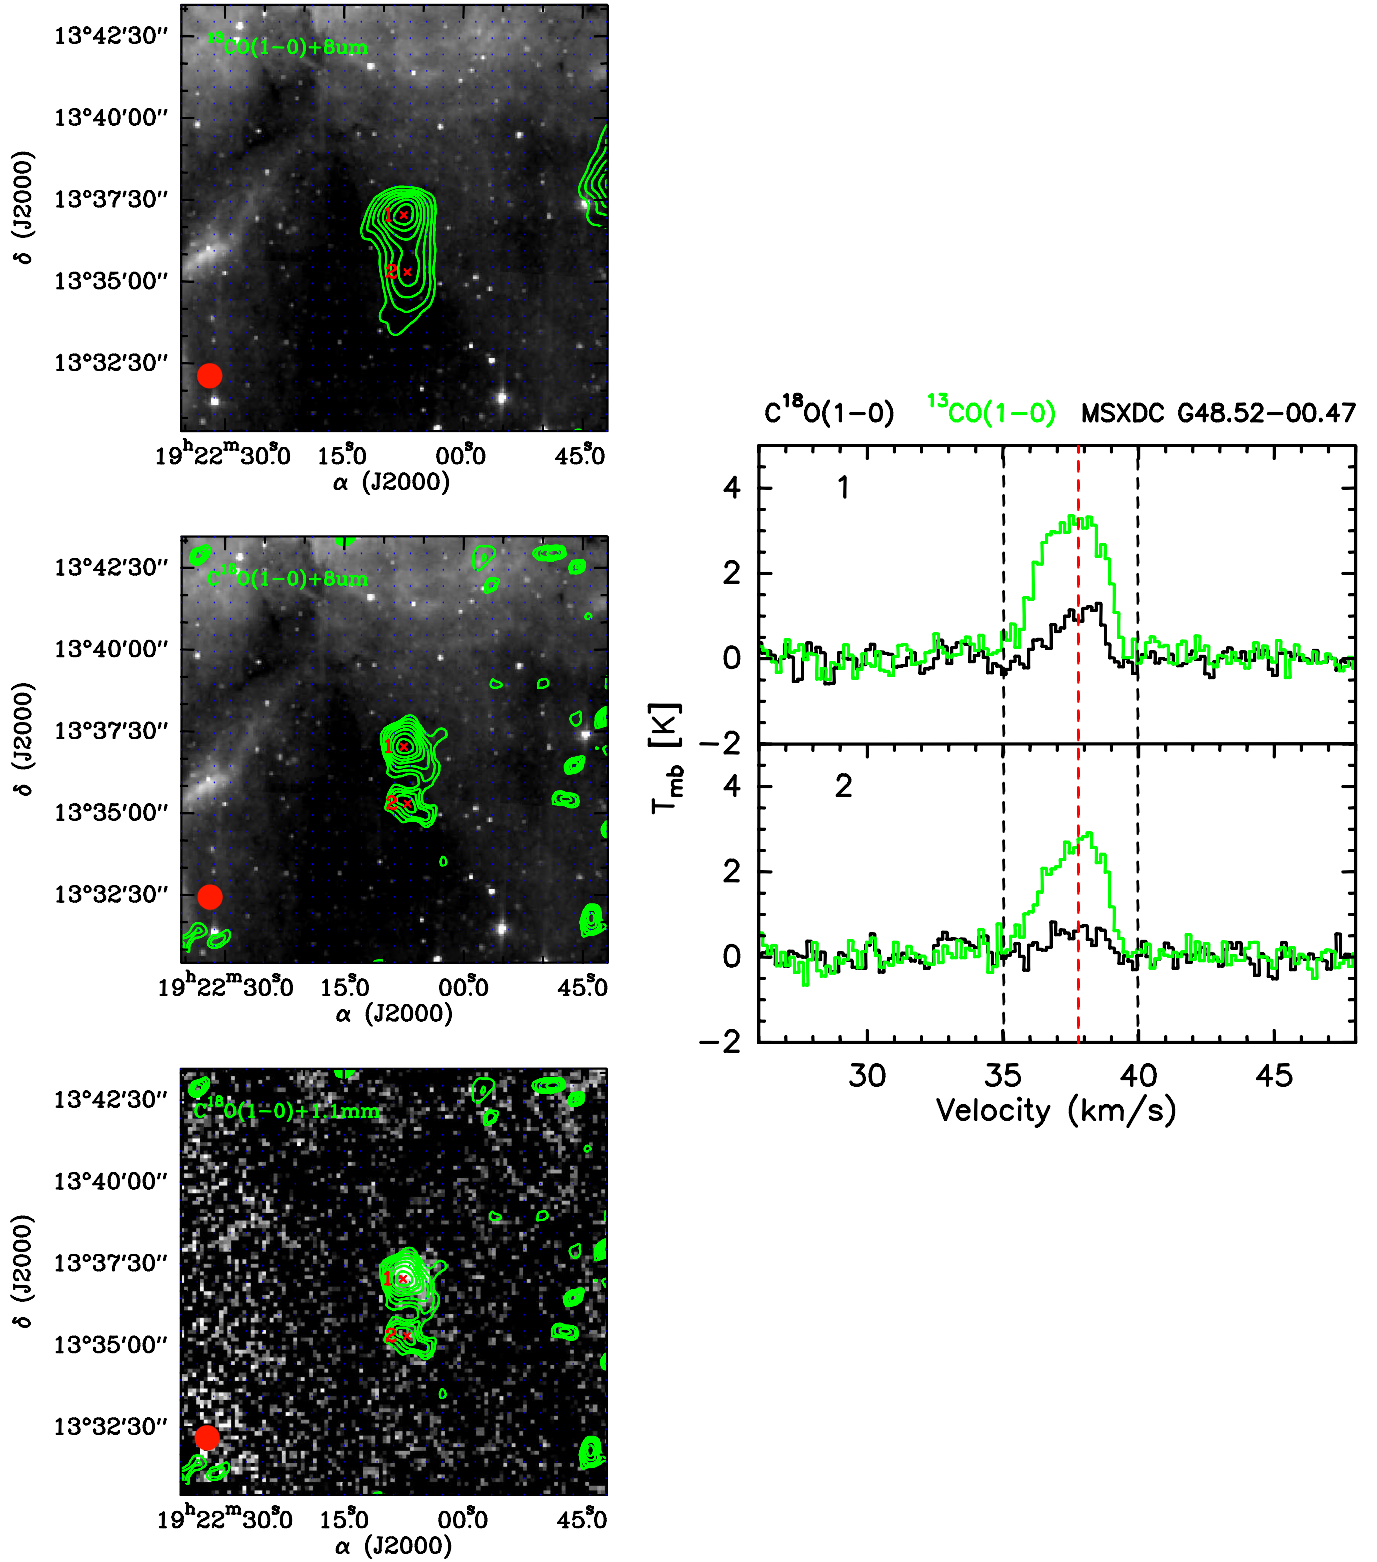 13°42′30″
¹³CO(1−0)+8um
13°40′00″
13°37′30″
1
2
13°35′00″
13°32′30″
δ (J2000)
19ʰ22ᵐ30ˢ.0 15ˢ.0 00ˢ.0 45ˢ.0
α (J2000)
13°42′30″
C¹⁸O(1−0)+8um
13°40′00″
13°37′30″
1
2
13°35′00″
13°32′30″
δ (J2000)
19ʰ22ᵐ30ˢ.0 15ˢ.0 00ˢ.0 45ˢ.0
α (J2000)
13°42′30″
C¹⁸O(1−0)+1.1mm
13°40′00″
13°37′30″
1
2
13°35′00″
13°32′30″
δ (J2000)
19ʰ22ᵐ30ˢ.0 15ˢ.0 00ˢ.0 45ˢ.0
α (J2000)
C¹⁸O(1−0) ¹³CO(1−0) MSXDC G48.52−00.47
1
4
2
0
−2
2
4
2
0
−2
T_mb [K]
30 35 40 45
Velocity (km/s)